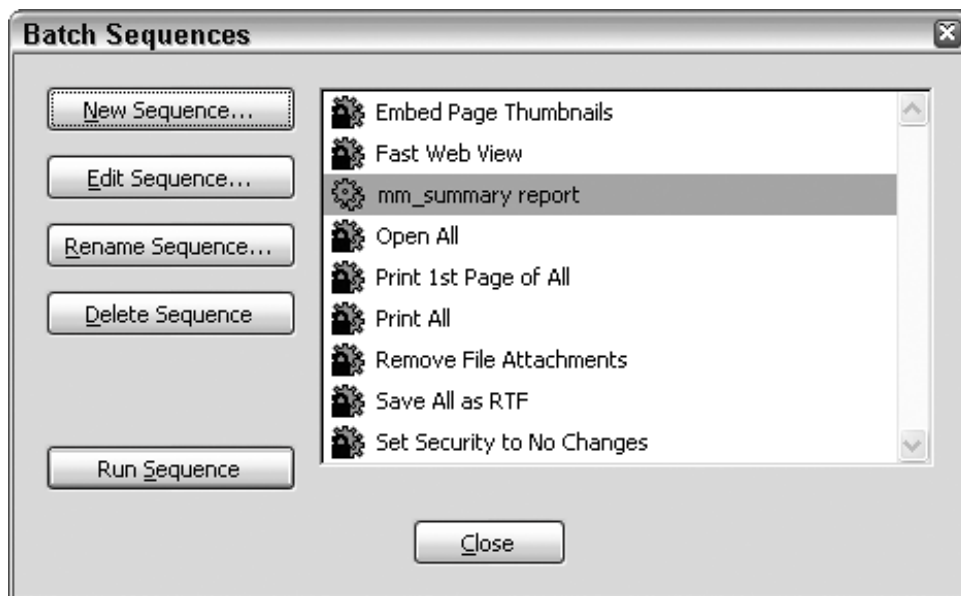 Batch Sequences
New Sequence...
Edit Sequence...
Rename Sequence...
Delete Sequence
Run Sequence
Embed Page Thumbnails
Fast Web View
mm_summary report
Open All
Print 1st Page of All
Print All
Remove File Attachments
Save All as RTF
Set Security to No Changes
Close